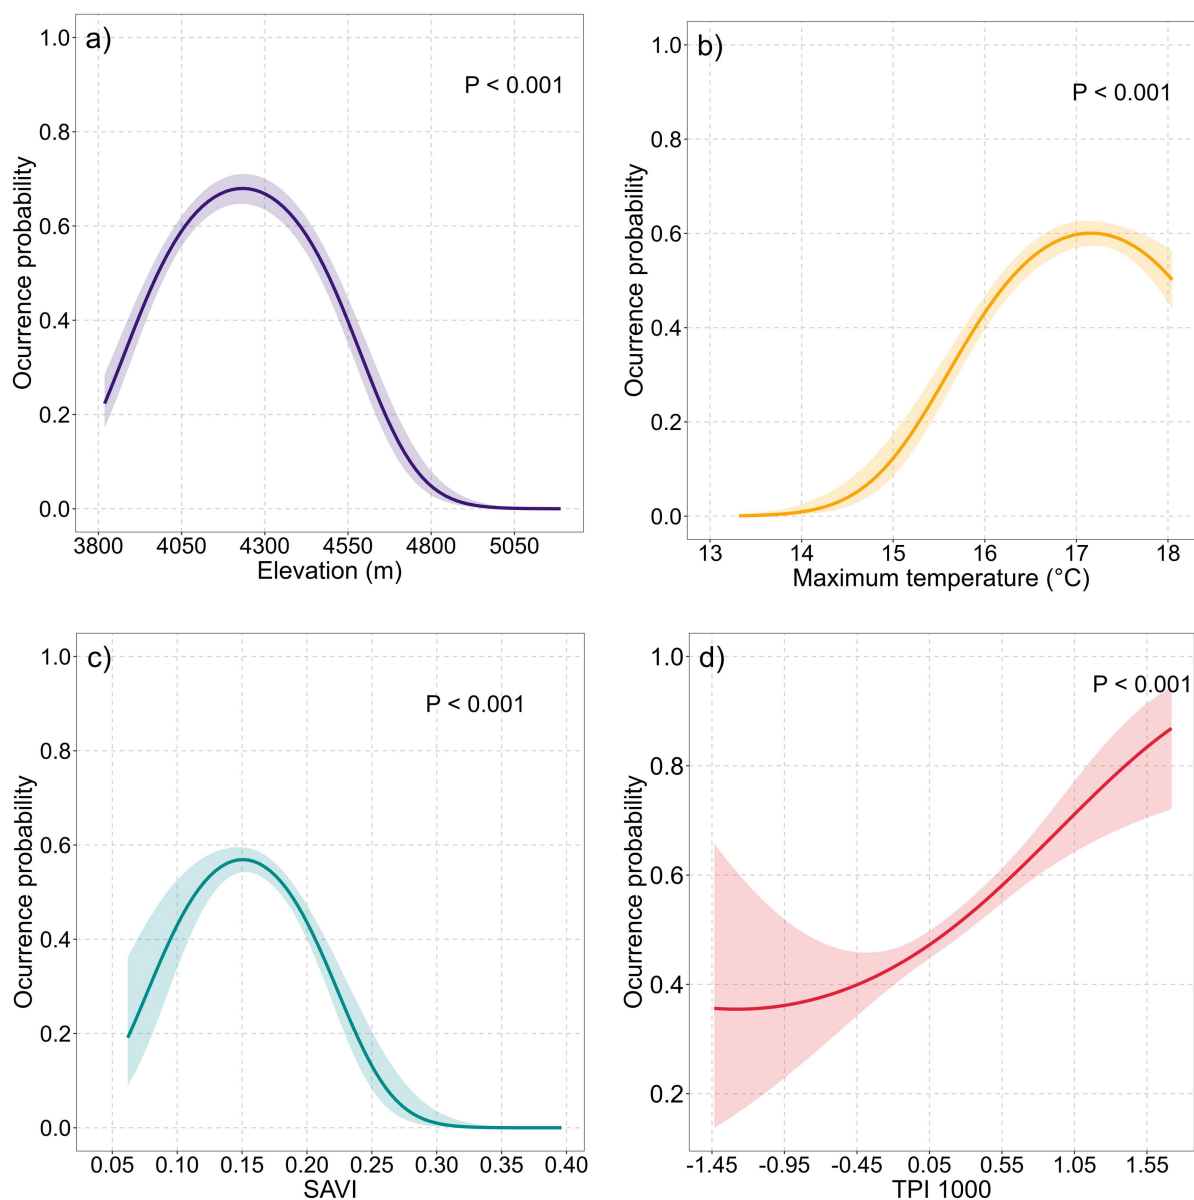 a)
P < 0.001
Ocurrence probability
1.0
0.8
0.6
0.4
0.2
0.0
3800 4050 4300 4550 4800 5050
Elevation (m)
b)
P < 0.001
Ocurrence probability
1.0
0.8
0.6
0.4
0.2
0.0
13 14 15 16 17 18
Maximum temperature (°C)
c)
P < 0.001
Ocurrence probability
1.0
0.8
0.6
0.4
0.2
0.0
0.05 0.10 0.15 0.20 0.25 0.30 0.35 0.40
SAVI
d)
P < 0.001
Ocurrence probability
1.0
0.8
0.6
0.4
0.2
-1.45 -0.95 -0.45 0.05 0.55 1.05 1.55
TPI 1000